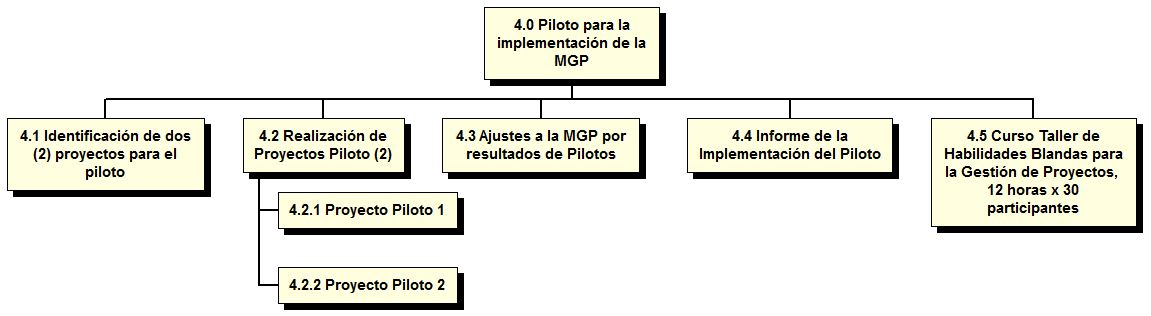 4.0 Piloto para la
implementación de la
MGP
4.1 Identificación de dos
(2) proyectos para el
piloto
4.2 Realización de
Proyectos Piloto (2)
4.3 Ajustes a la MGP por
resultados de Pilotos
4.4 Informe de la
Implementación del Piloto
4.5 Curso Taller de
Habilidades Blandas para
la Gestión de Proyectos,
12 horas x 30
participantes
4.2.1 Proyecto Piloto 1
4.2.2 Proyecto Piloto 2